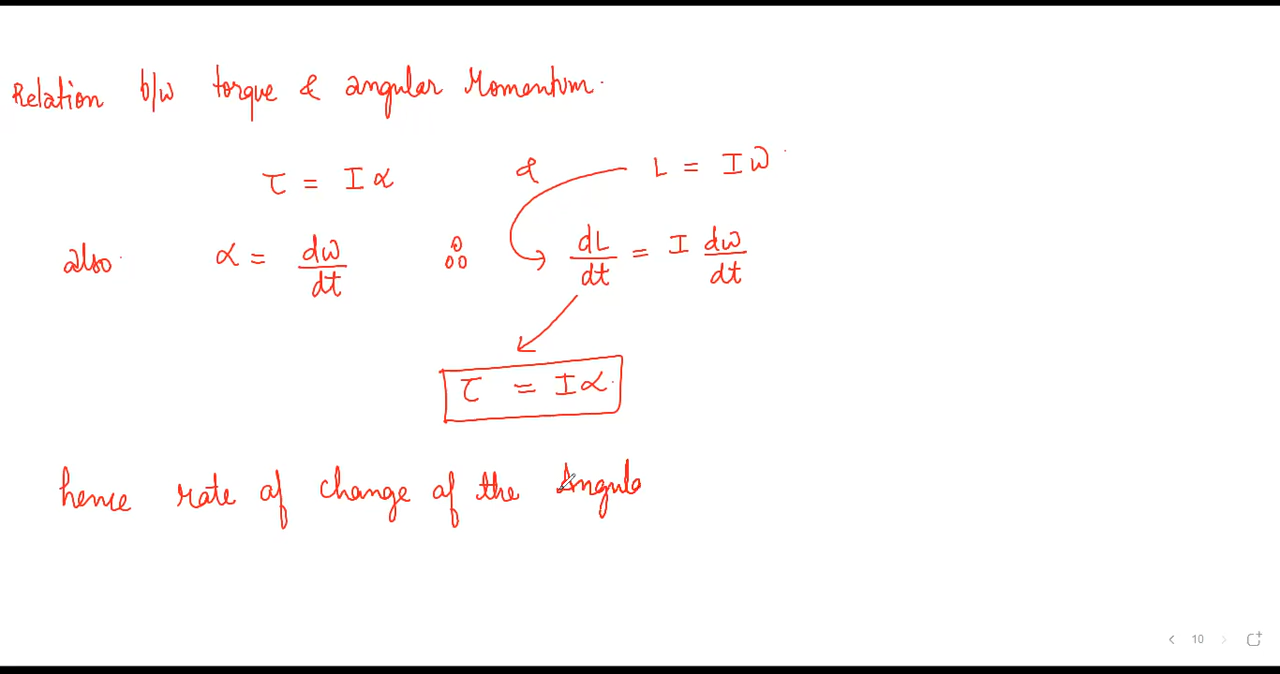 Relation b/w torque & angular Momentum.
τ = Iα & L = Iω
also α = dω/dt ∴ dL/dt = I dω/dt
τ = Iα.
hence rate of change of the Angula
< 10 >